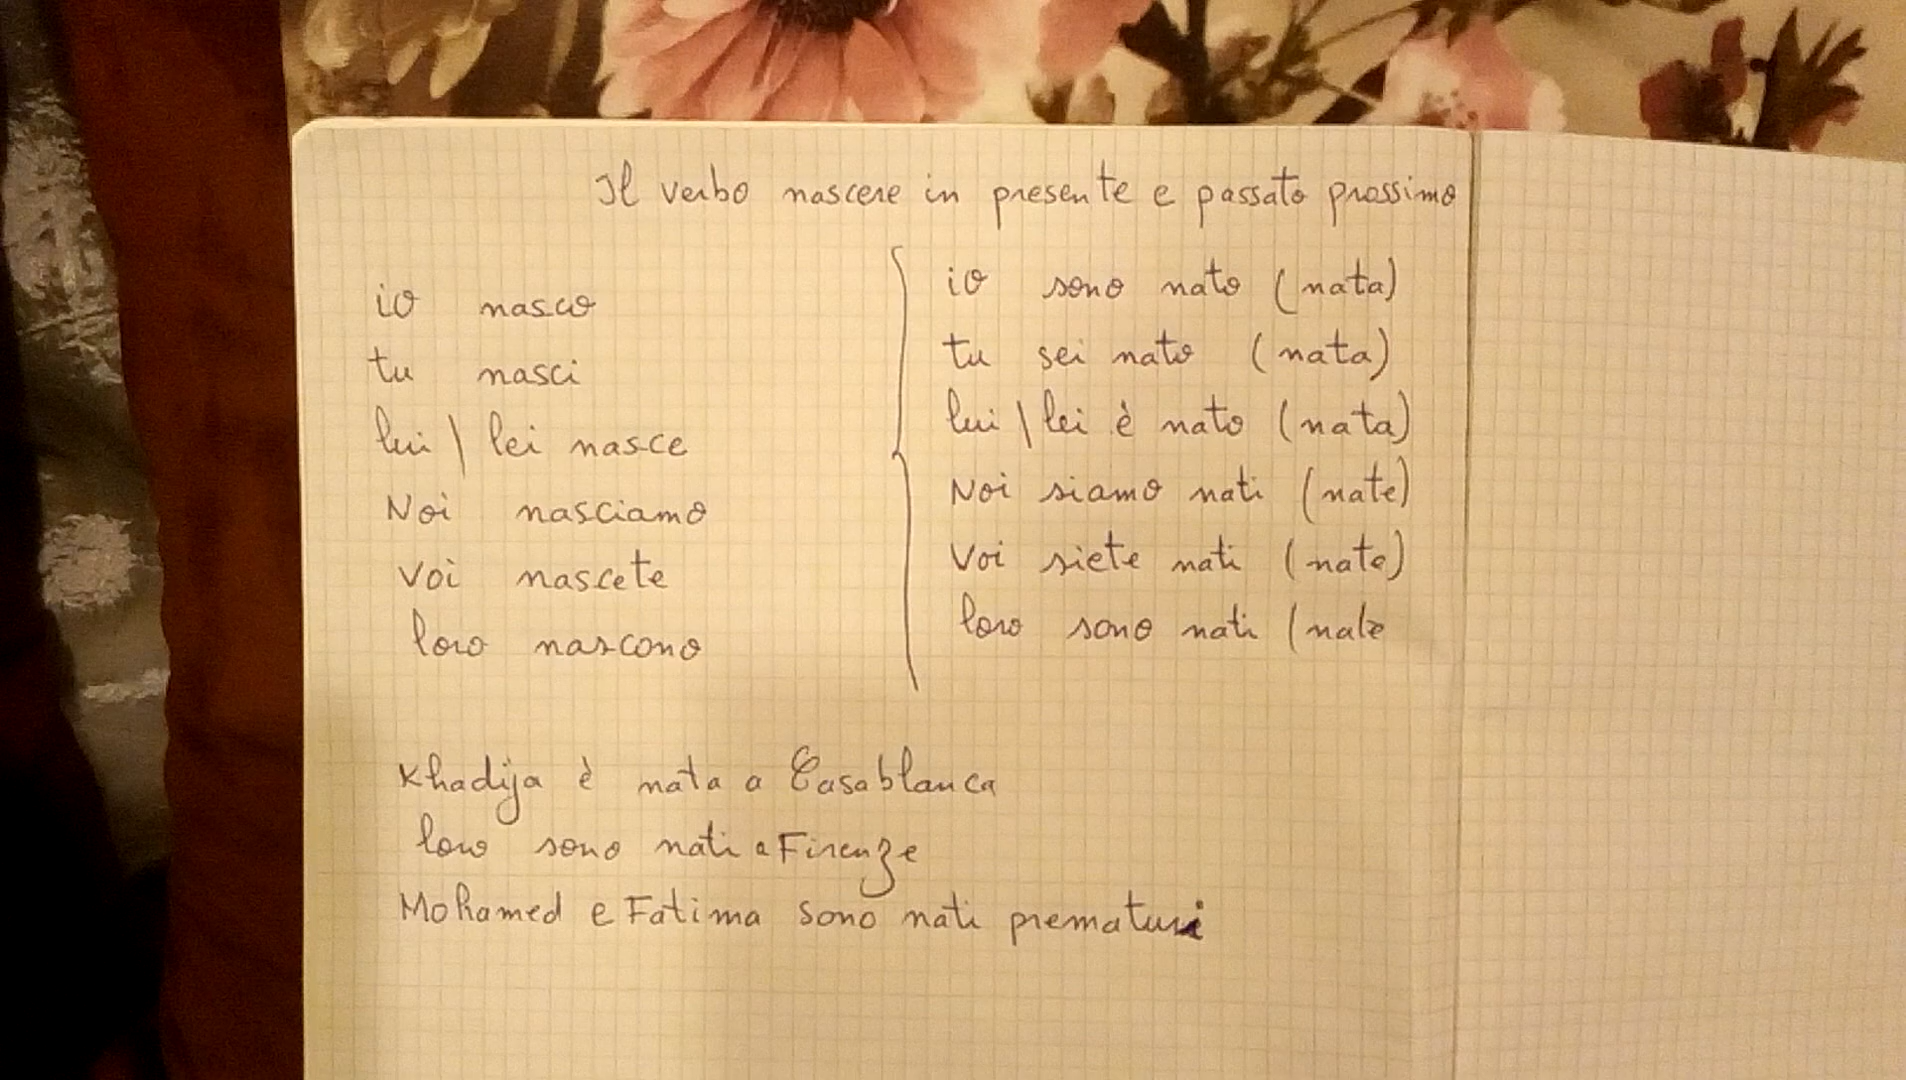 Il verbo nascere in presente e passato prossimo
io nasco
tu nasci
lui \ lei nasce
Noi nasciamo
Voi nascete
loro nascono
io sono nato (nata)
tu sei nato (nata)
lui \ lei è nato (nata)
Noi siamo nati (nate)
Voi siete nati (nate)
loro sono nati (nate
Khadija è nata a Casablanca
loro sono nati a Firenze
Mohamed e Fatima sono nati prematuri